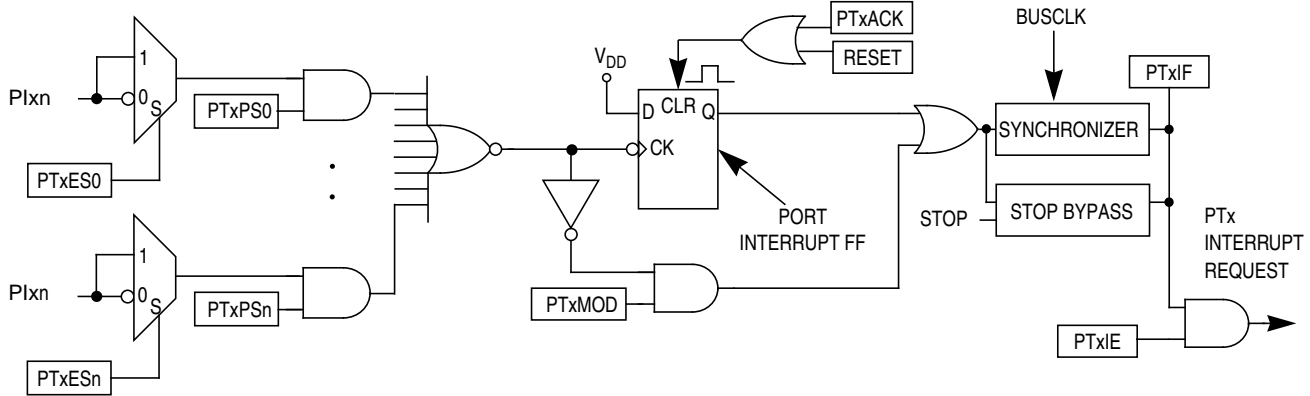 PIxn
1
0
S
PTxES0
PTxPS0
PIxn
1
0
S
PTxESn
PTxPSn
VDD
D CLR Q
CK
PTxACK
RESET
PORT
INTERRUPT FF
PTxMOD
BUSCLK
SYNCHRONIZER
STOP BYPASS
STOP
PTxIF
PTx
INTERRUPT
REQUEST
PTxIE